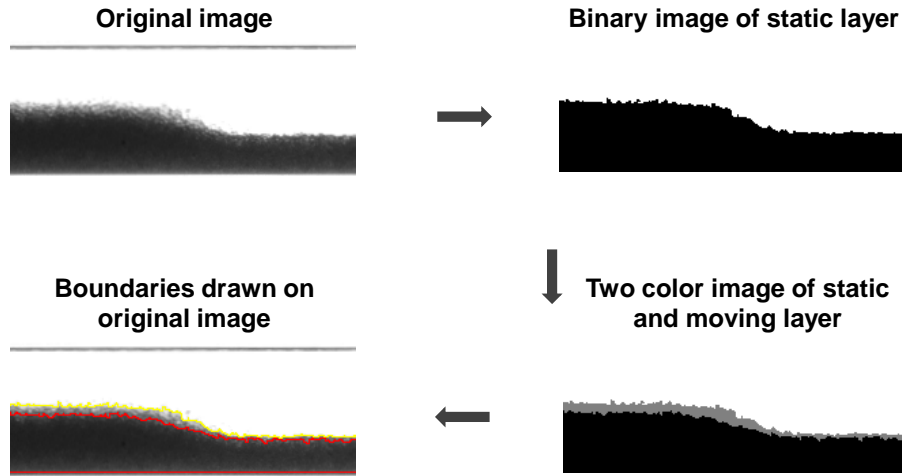 Original image
Binary image of static layer
Boundaries drawn on
original image
Two color image of static
and moving layer